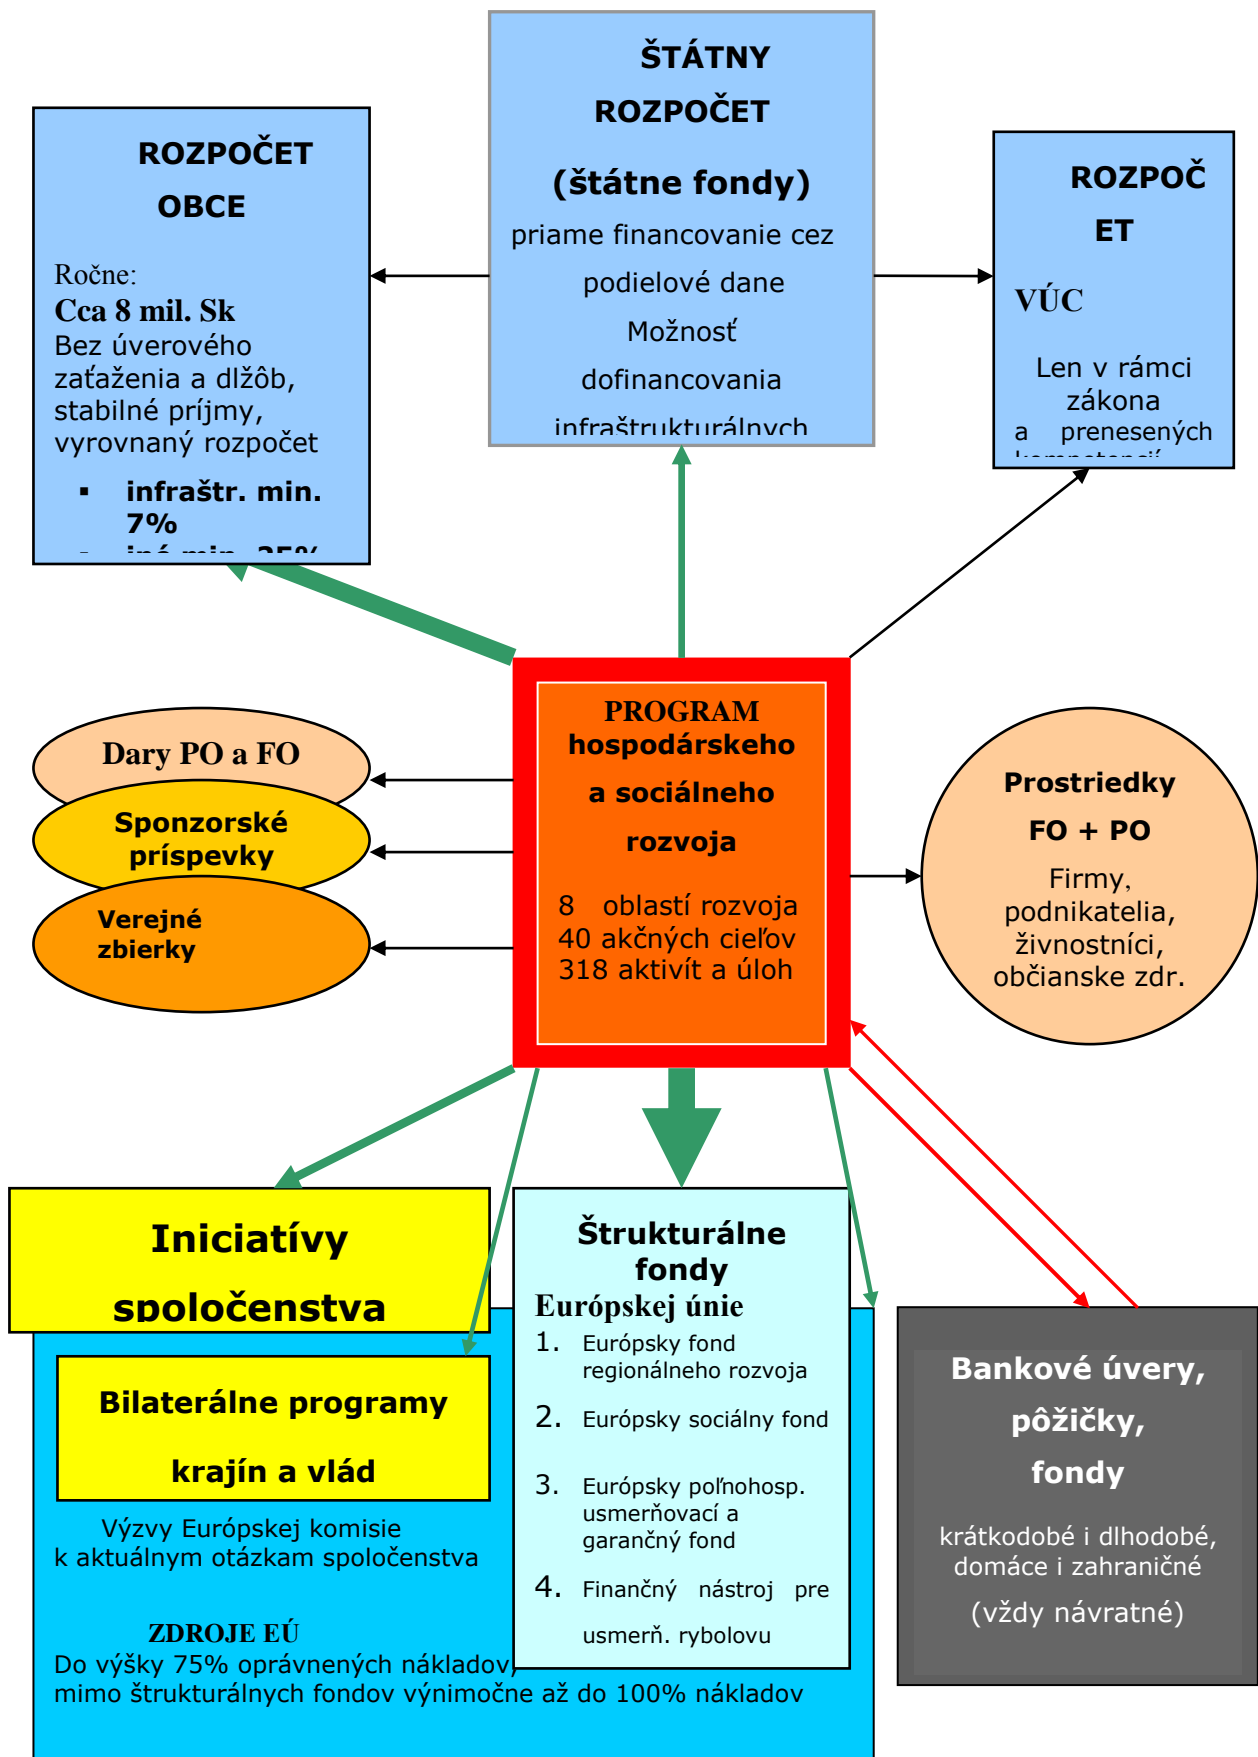 ŠTÁTNY
ROZPOČET
(štátne fondy)
priame financovanie cez
podielové dane
Možnosť
dofinancovania
infraštrukturálnych
ROZPOČET
OBCE
Ročne:
Cca 8 mil. Sk
Bez úverového
zaťaženia a dlžôb,
stabilné príjmy,
vyrovnaný rozpočet
▪ infraštr. min.
7%
▪ iné min. 25%
ROZPOČ
ET
VÚC
Len v rámci
zákona
a prenesených
kompetencií
PROGRAM
hospodárskeho
a sociálneho
rozvoja
8 oblastí rozvoja
40 akčných cieľov
318 aktivít a úloh
Dary PO a FO
Sponzorské
príspevky
Verejné
zbierky
Prostriedky
FO + PO
Firmy,
podnikatelia,
živnostníci,
občianske zdr.
Iniciatívy
spoločenstva
Bilaterálne programy
krajín a vlád
Výzvy Európskej komisie
k aktuálnym otázkam spoločenstva
ZDROJE EÚ
Do výšky 75% oprávnených nákladov,
mimo štrukturálnych fondov výnimočne až do 100% nákladov
Štrukturálne
fondy
Európskej únie
1. Európsky fond
regionálneho rozvoja
2. Európsky sociálny fond
3. Európsky poľnohosp.
usmerňovací a
garančný fond
4. Finančný nástroj pre
usmerň. rybolovu
Bankové úvery,
pôžičky,
fondy
krátkodobé i dlhodobé,
domáce i zahraničné
(vždy návratné)